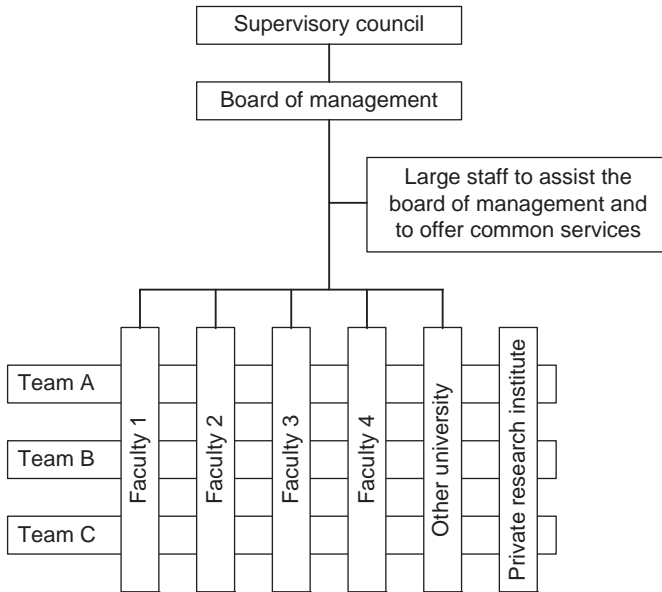 Supervisory council
Board of management
Large staff to assist the
board of management and
to offer common services
Team A
Team B
Team C
Faculty 1
Faculty 2
Faculty 3
Faculty 4
Other university
Private research institute